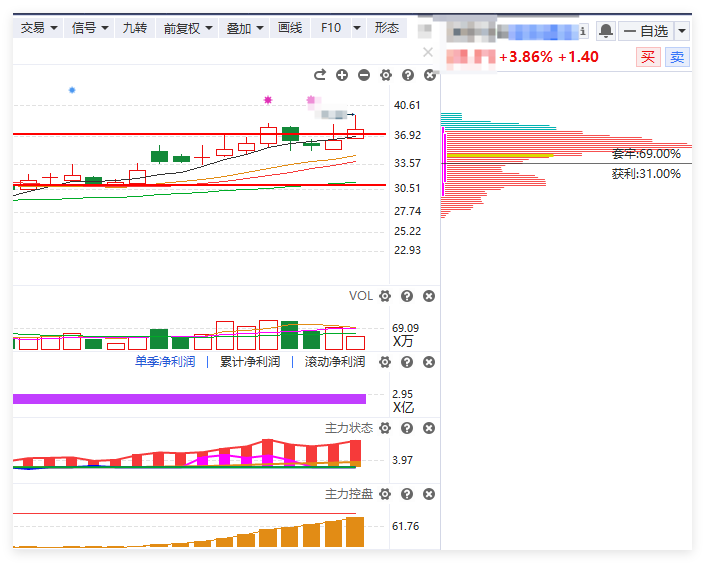 交易 信号 九转 前复权 叠加 画线 F10 形态 一 自选
+3.86% +1.40 买 卖
40.61
36.92
33.57
30.51
27.74
25.22
22.93
套牢:69.00%
获利:31.00%
VOL
69.09
X万
单季净利润 | 累计净利润 | 滚动净利润
2.95
X亿
主力状态
3.97
主力控盘
61.76